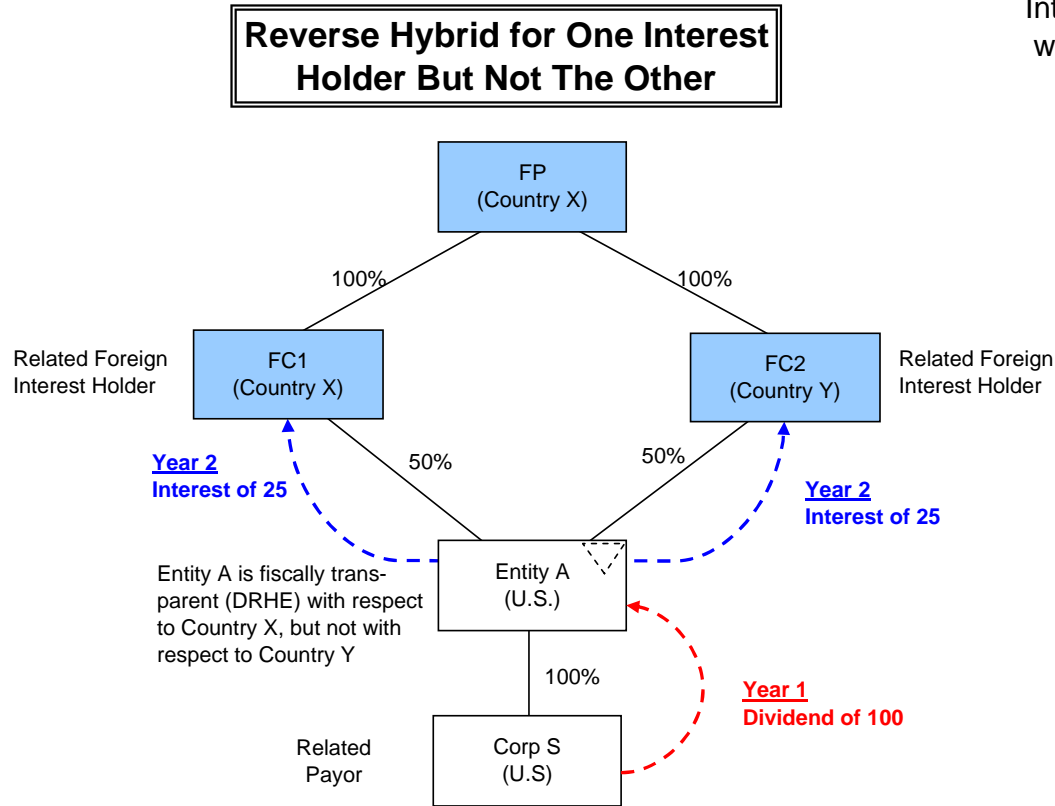 Int
w
Reverse Hybrid for One Interest
Holder But Not The Other
FP
(Country X)
100%
100%
Related Foreign
Interest Holder
FC1
(Country X)
FC2
(Country Y)
Related Foreign
Interest Holder
Year 2
Interest of 25
50%
50%
Year 2
Interest of 25
Entity A is fiscally trans-
parent (DRHE) with respect
to Country X, but not with
respect to Country Y
Entity A
(U.S.)
100%
Year 1
Dividend of 100
Related
Payor
Corp S
(U.S)